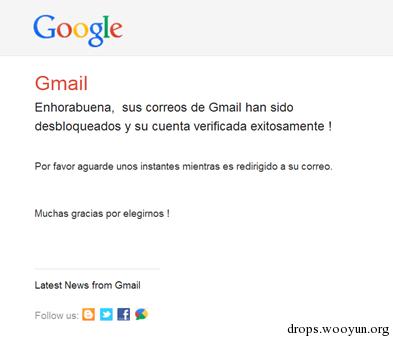 Google
Gmail
Enhorabuena, sus correos de Gmail han sido
desbloqueados y su cuenta verificada exitosamente !
Por favor aguarde unos instantes mientras es redirigido a su correo.
Muchas gracias por elegirnos !
Latest News from Gmail
Follow us:
drops.wooyun.org